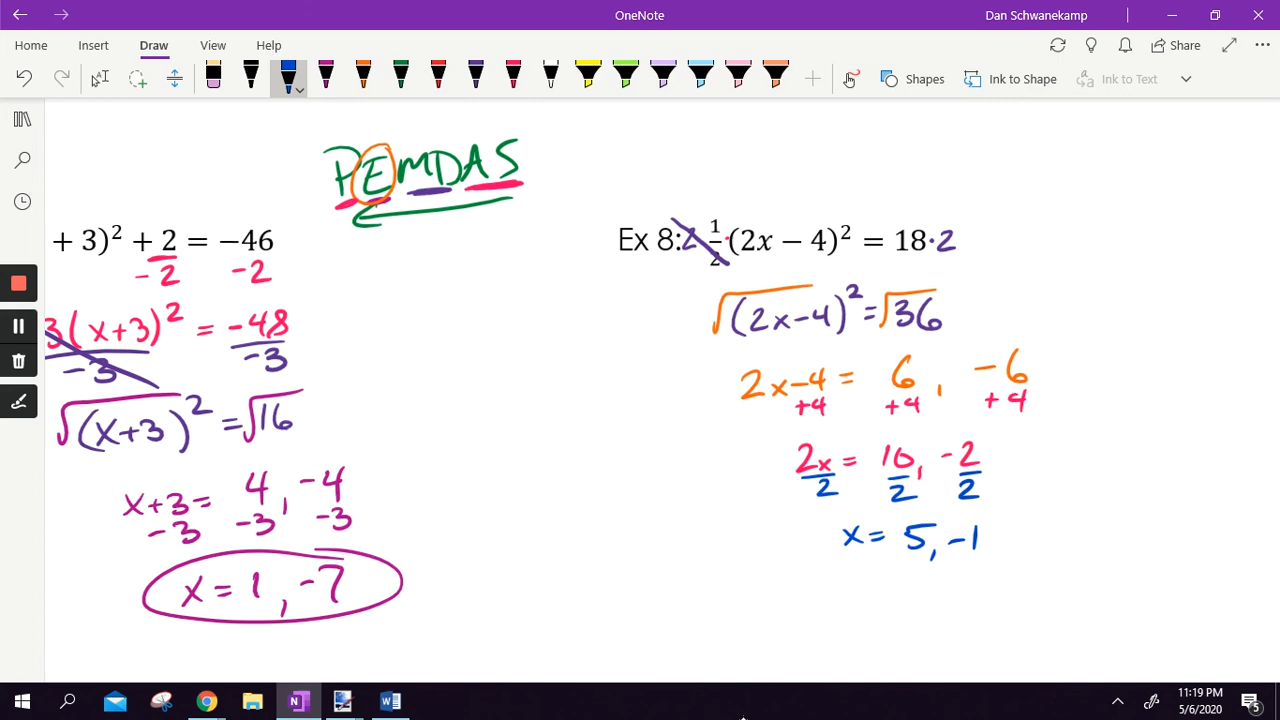 OneNote
Dan Schwanekamp
Home Insert Draw View Help
Share
Shapes Ink to Shape Ink to Text
PEMDAS
+ 3)² + 2 = −46
-2 -2
3(x+3)² = -48
-3 -3
√(x+3)² = √16
x+3 = 4, -4
-3 -3 -3
x = 1, -7
Ex 8: 2 · 1/2 · (2x − 4)² = 18 · 2
√(2x-4)² = √36
2x-4 = 6, -6
+4 +4 +4
2x = 10, -2
2 2 2
x = 5, -1
11:19 PM
5/6/2020
5